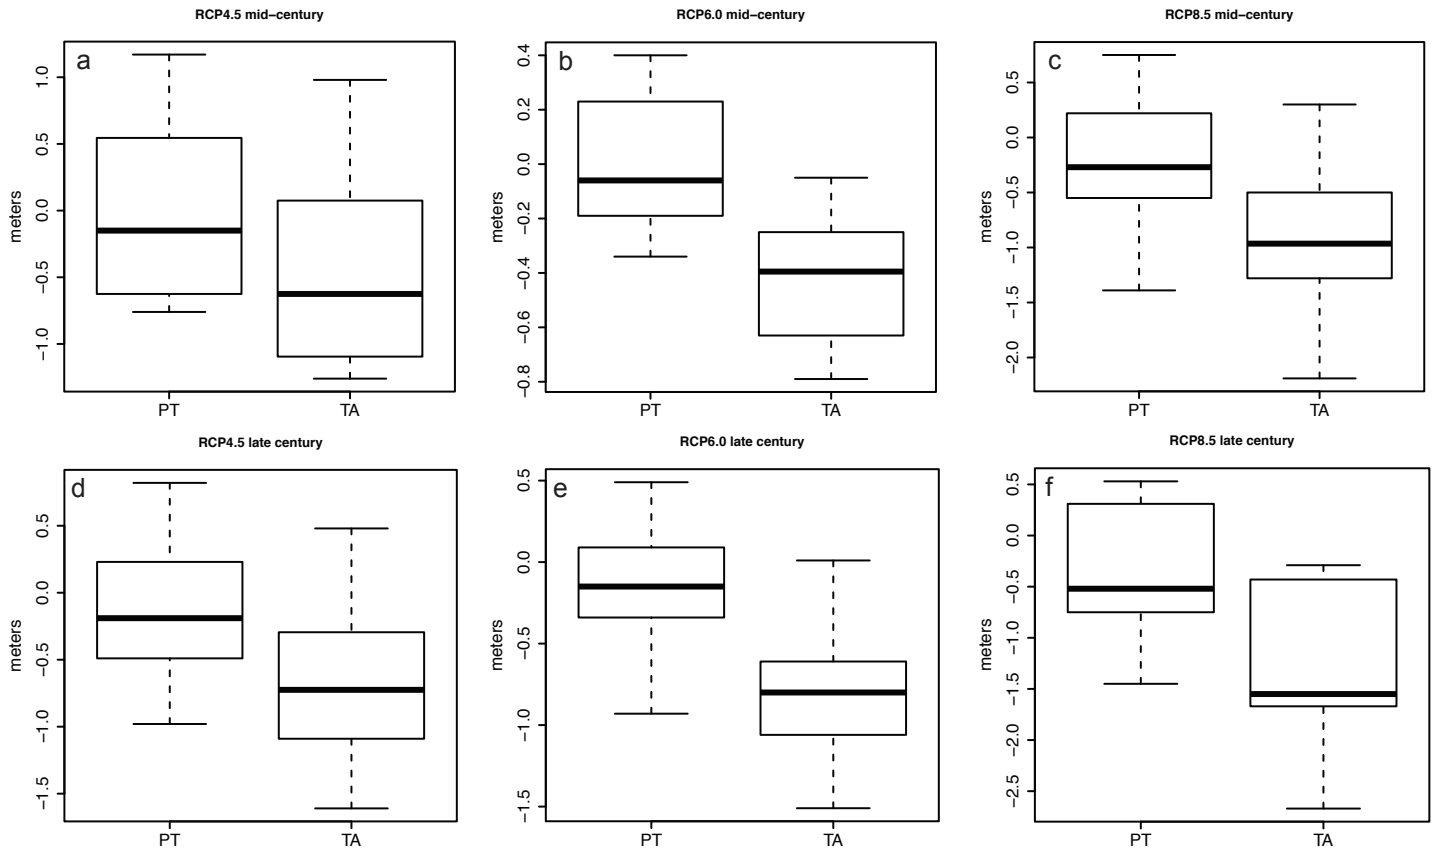 RCP4.5 mid−century
a
meters
1.0
0.5
0.0
−0.5
−1.0
PT
TA
RCP6.0 mid−century
b
meters
0.4
0.2
0.0
−0.2
−0.4
−0.6
−0.8
PT
TA
RCP8.5 mid−century
c
meters
0.5
0.0
−0.5
−1.0
−1.5
−2.0
PT
TA
RCP4.5 late century
d
meters
0.5
0.0
−0.5
−1.0
−1.5
PT
TA
RCP6.0 late century
e
meters
0.5
0.0
−0.5
−1.0
−1.5
PT
TA
RCP8.5 late century
f
meters
0.5
0.0
−0.5
−1.0
−1.5
−2.0
−2.5
PT
TA